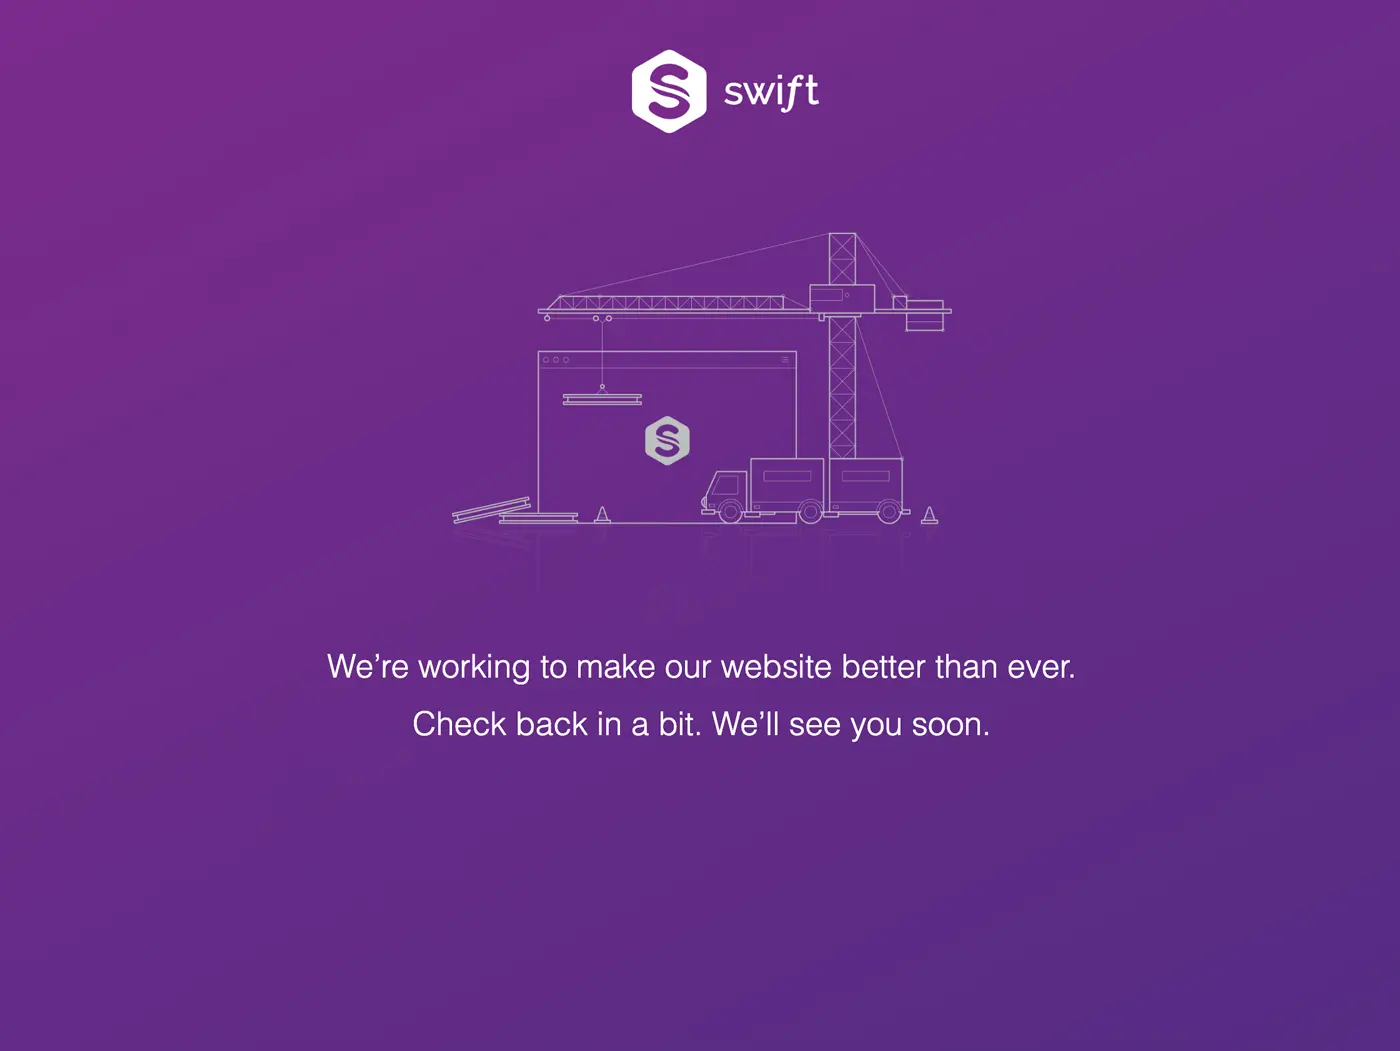 swift
We’re working to make our website better than ever.
Check back in a bit. We’ll see you soon.